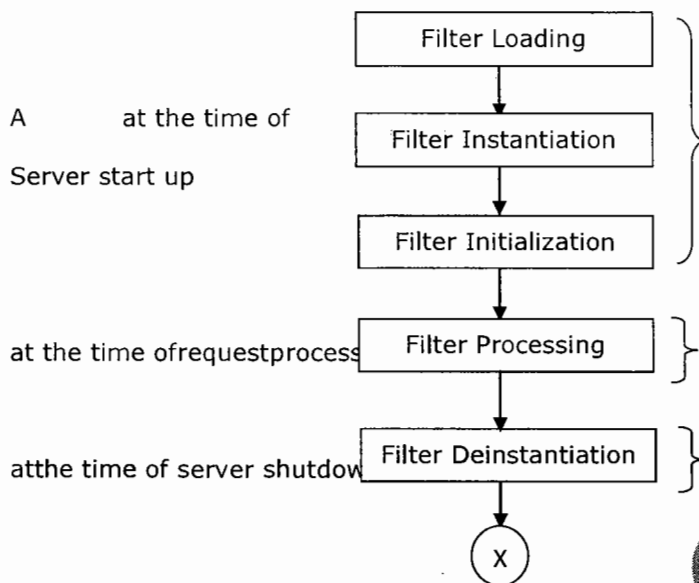 Filter Loading
A at the time of
Filter Instantiation
Server start up
Filter Initialization
at the time ofrequestprocess
Filter Processing
atthe time of server shutdow
Filter Deinstantiation
X